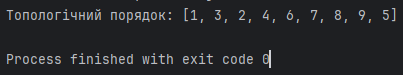 Топологічний порядок: [1, 3, 2, 4, 6, 7, 8, 9, 5]
Process finished with exit code 0